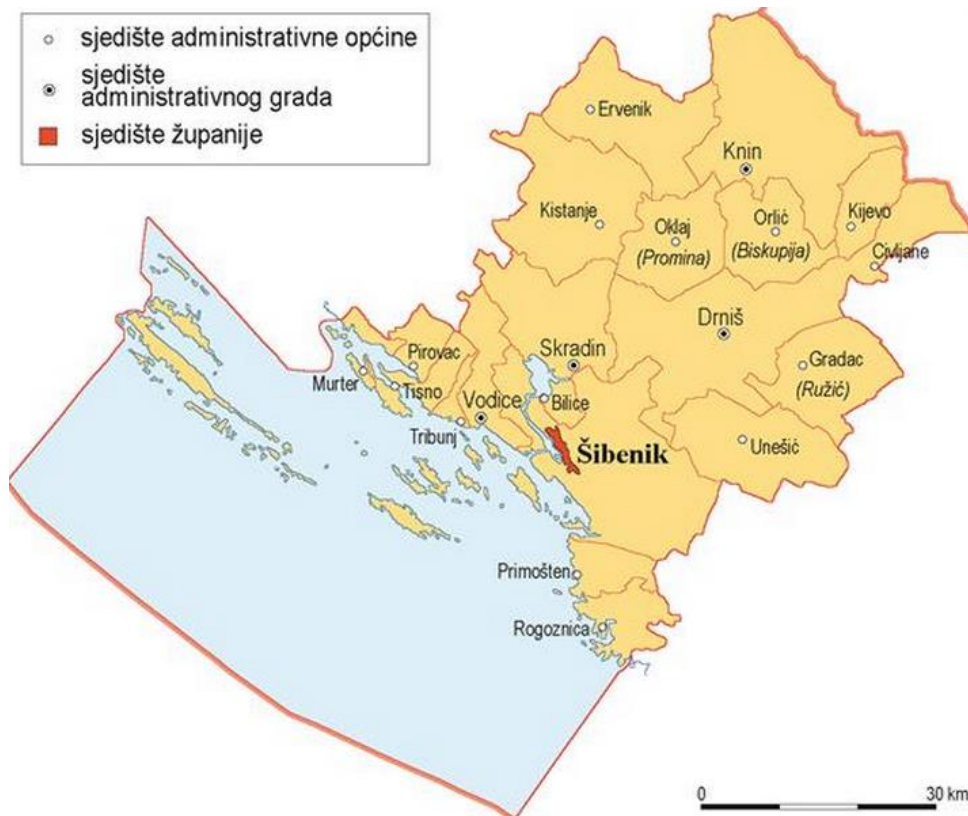 sjedište administrativne općine
sjedište
administrativnog grada
sjedište županije
Ervenik
Knin
Kistanje
Oklaj
(Promina)
Orlić
(Biskupija)
Kijevo
Civljane
Drniš
Skradin
Pirovac
Murter
Tisno
Gradac
(Ružić)
Vodice
Bilice
Tribunj
Šibenik
Unešić
Primošten
Rogoznica
0 30 km